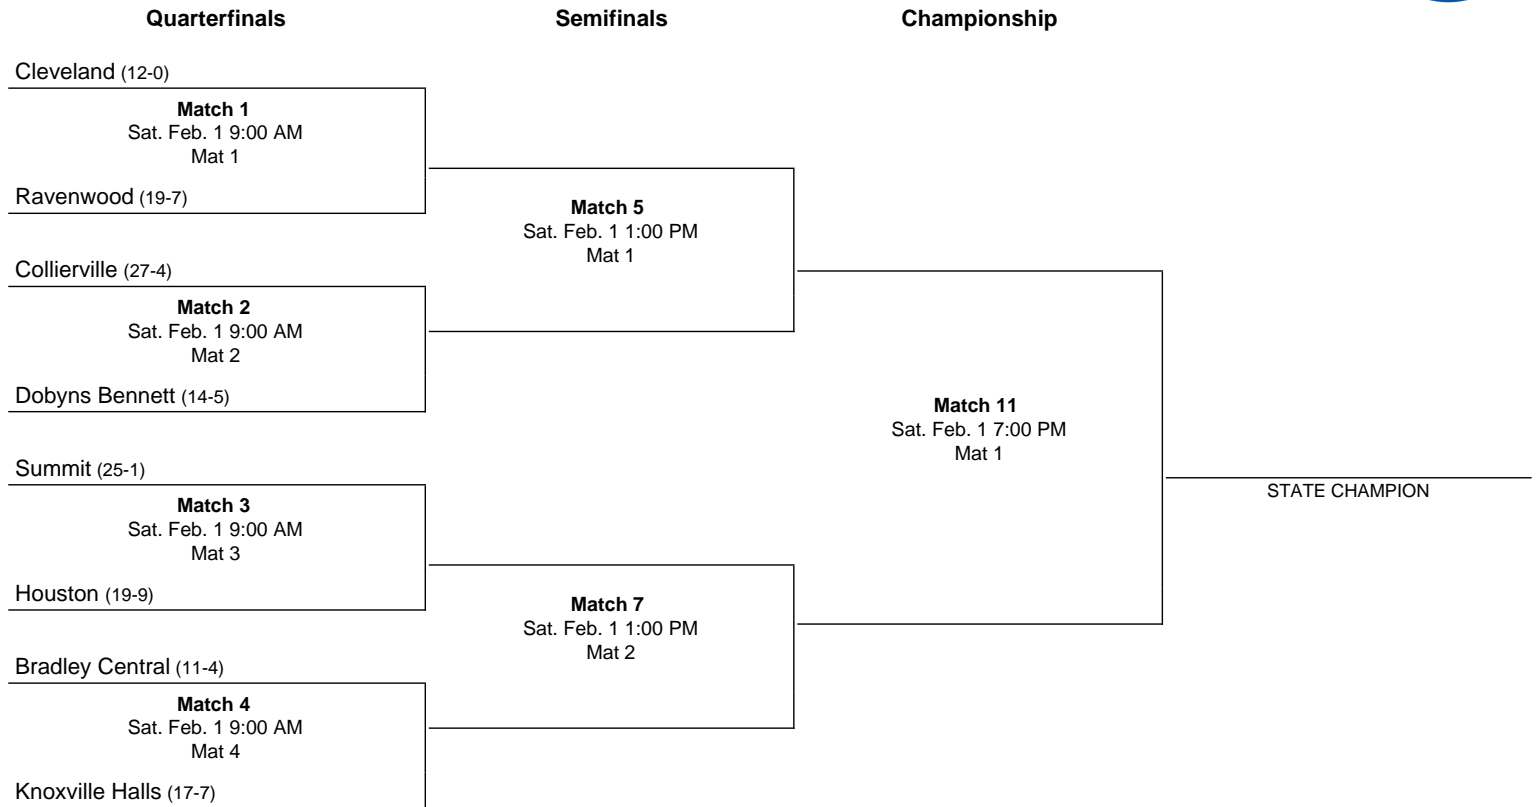 Quarterfinals
Semifinals
Championship
Cleveland (12-0)
Match 1
Sat. Feb. 1 9:00 AM
Mat 1
Ravenwood (19-7)
Match 5
Sat. Feb. 1 1:00 PM
Mat 1
Collierville (27-4)
Match 2
Sat. Feb. 1 9:00 AM
Mat 2
Dobyns Bennett (14-5)
Match 11
Sat. Feb. 1 7:00 PM
Mat 1
STATE CHAMPION
Summit (25-1)
Match 3
Sat. Feb. 1 9:00 AM
Mat 3
Houston (19-9)
Match 7
Sat. Feb. 1 1:00 PM
Mat 2
Bradley Central (11-4)
Match 4
Sat. Feb. 1 9:00 AM
Mat 4
Knoxville Halls (17-7)